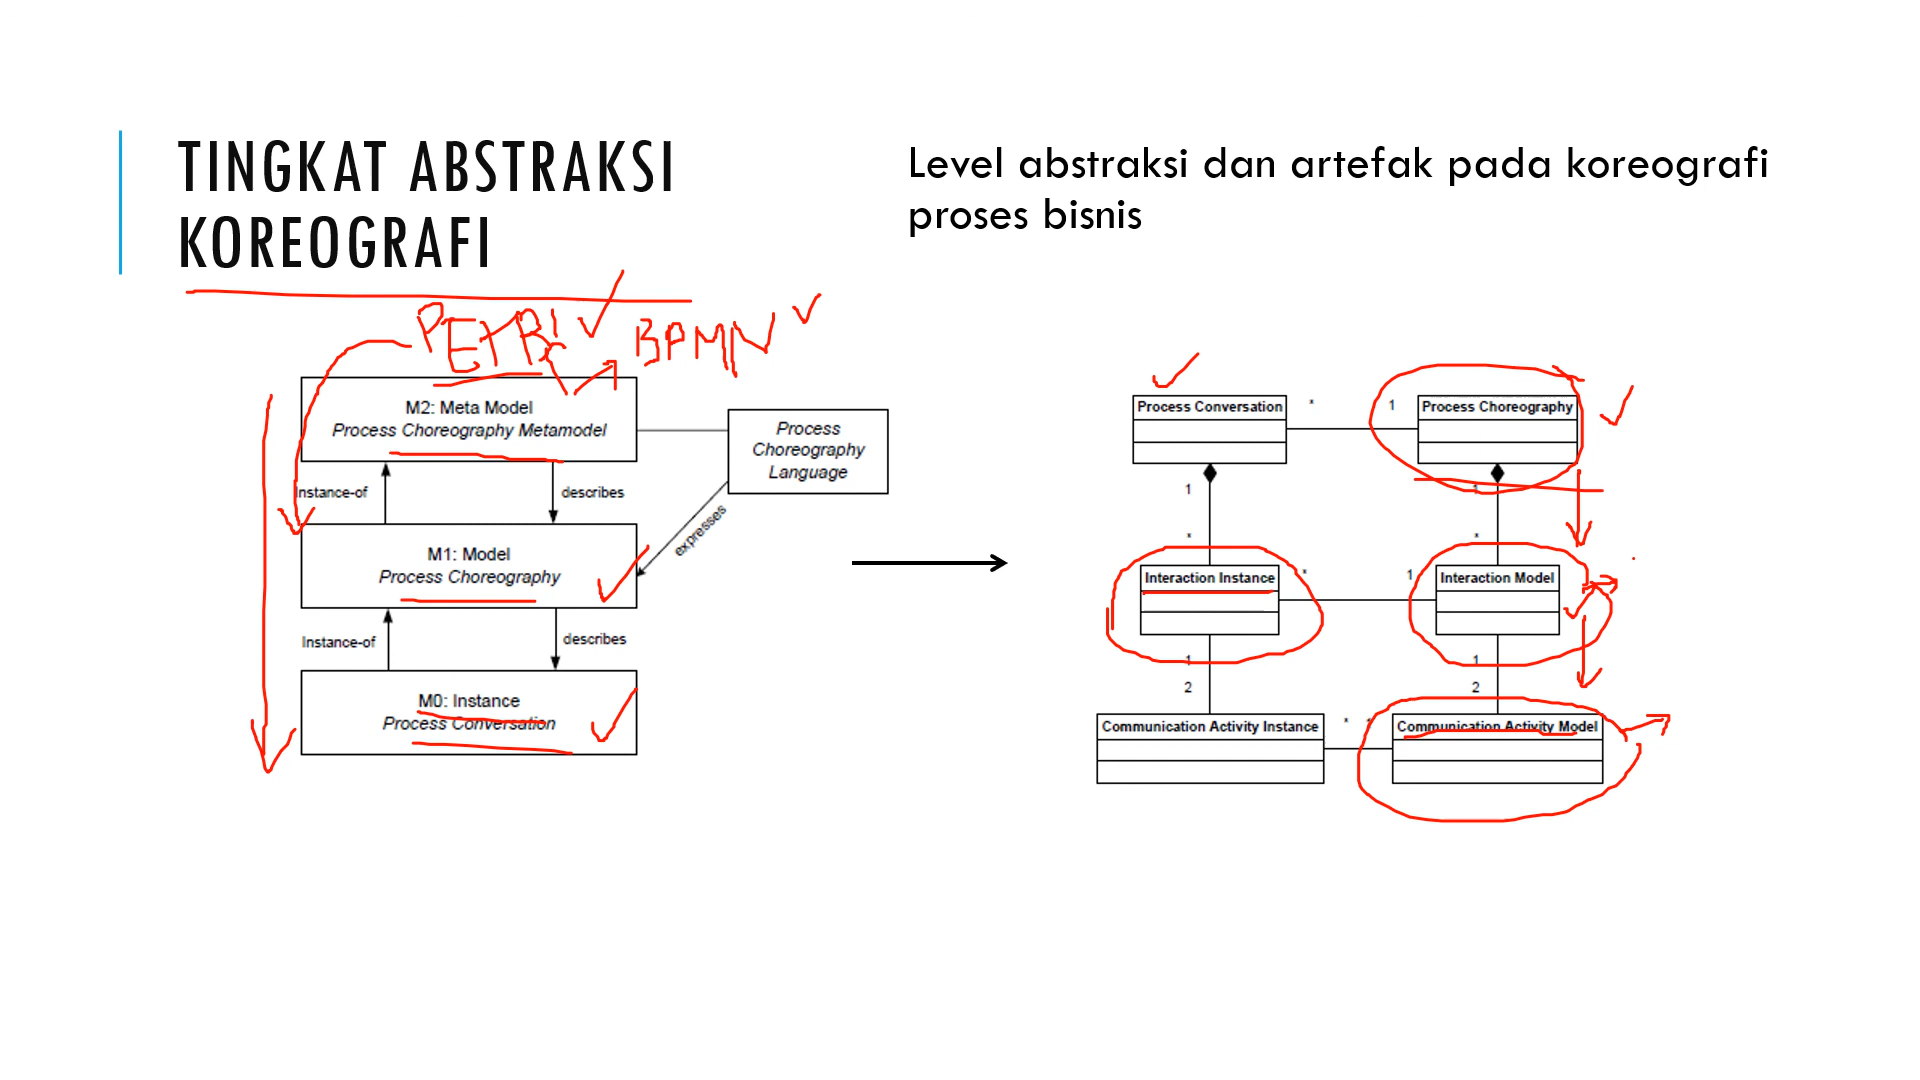 TINGKAT ABSTRAKSI
KOREOGRAFI
Level abstraksi dan artefak pada koreografi
proses bisnis
PETRI
BPMN
M2: Meta Model
Process Choreography Metamodel
Process
Choreography
Language
Instance-of
describes
expresses
M1: Model
Process Choreography
Instance-of
describes
M0: Instance
Process Conversation
Process Conversation
*
1
Process Choreography
1
1
*
*
Interaction Instance
*
1
Interaction Model
1
1
2
2
Communication Activity Instance
*
1
Communication Activity Model